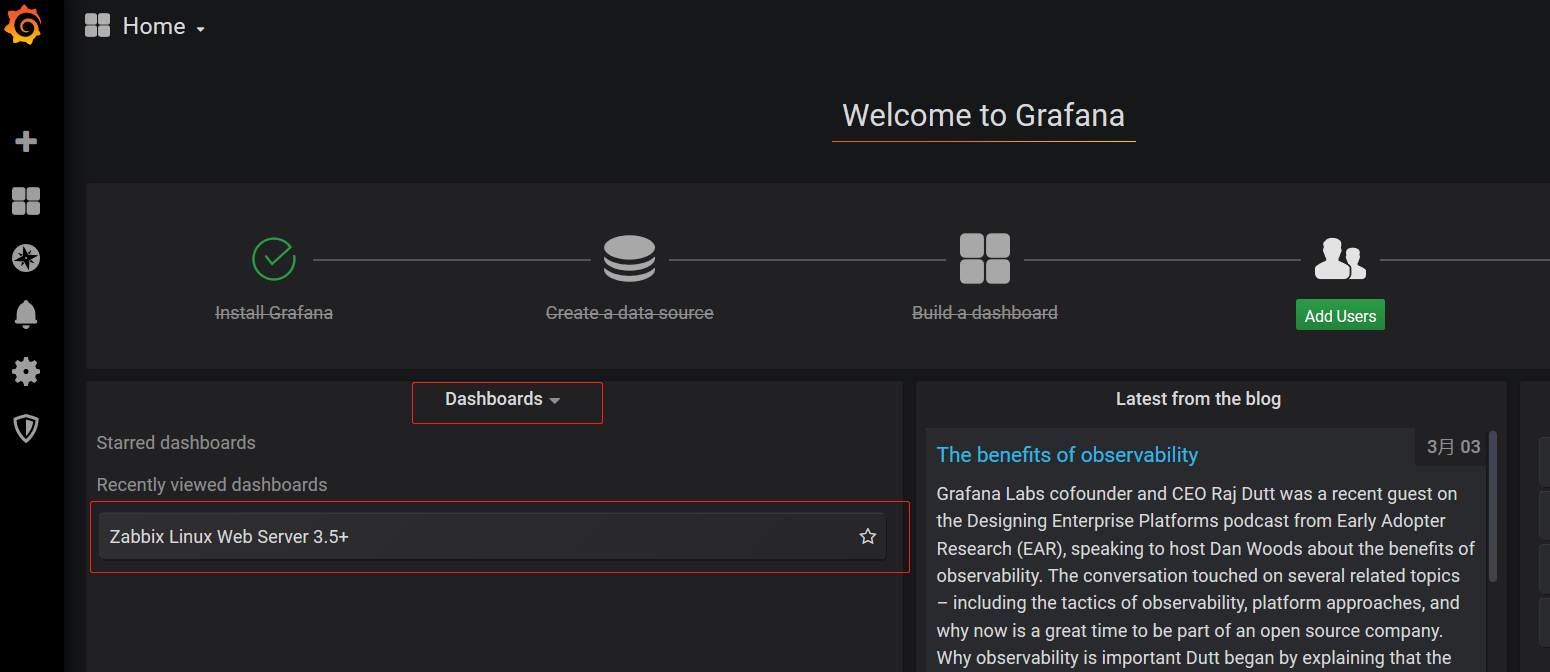 Home
Welcome to Grafana
Install Grafana
Create a data source
Build a dashboard
Add Users
Dashboards
Starred dashboards
Recently viewed dashboards
Zabbix Linux Web Server 3.5+
Latest from the blog
The benefits of observability
3月 03
Grafana Labs cofounder and CEO Raj Dutt was a recent guest on
the Designing Enterprise Platforms podcast from Early Adopter
Research (EAR), speaking to host Dan Woods about the benefits of
observability. The conversation touched on several related topics
– including the tactics of observability, platform approaches, and
why now is a great time to be part of an open source company.
Why observability is important Dutt began by explaining that the